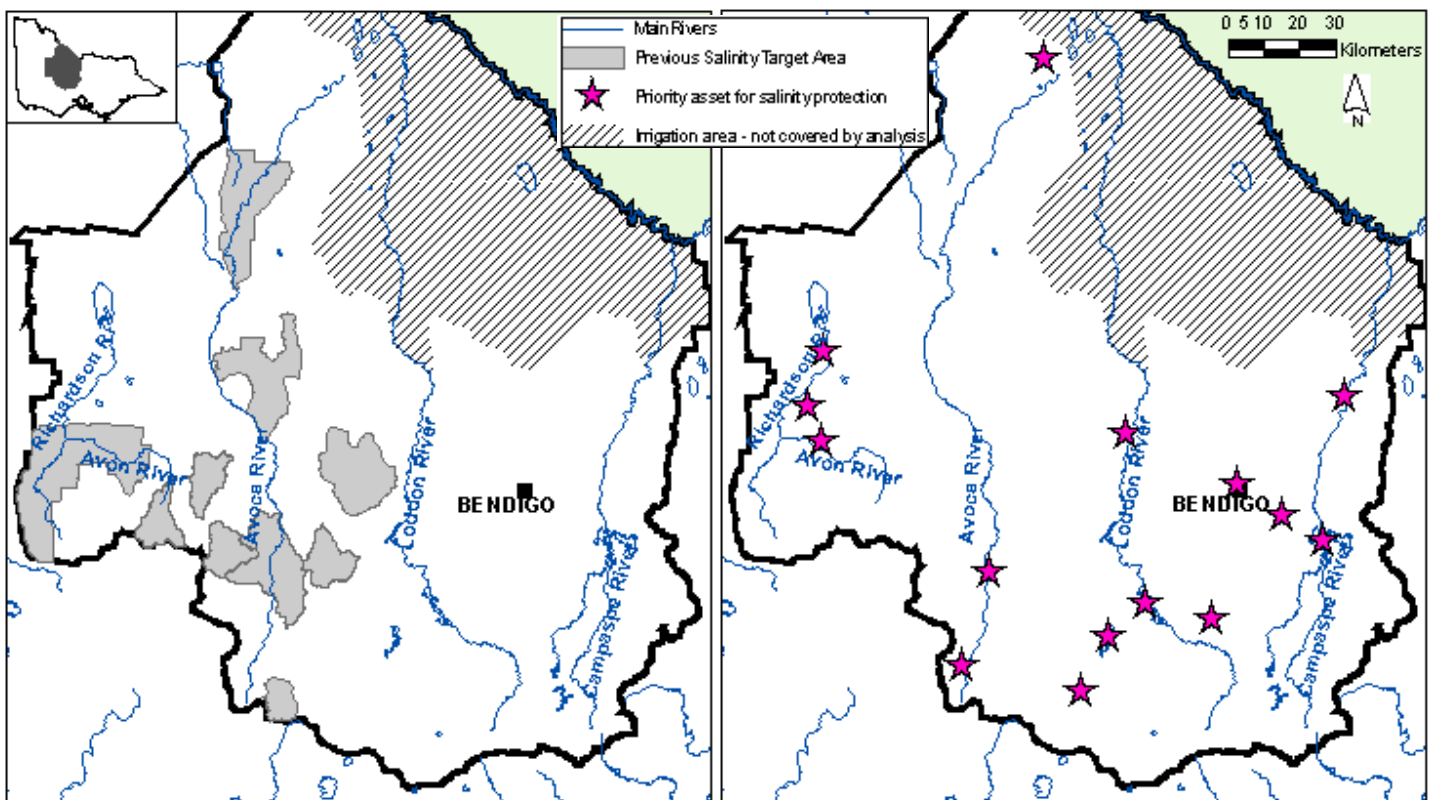 Main Rivers
Previous Salinity Target Area
Priority asset for salinity protection
Irrigation area - not covered by analysis
0 5 10 20 30
Kilometers
N
Richardson Riv
Avon River
Avoca River
Loddon River
BENDIGO
Campaspe River
Richardson Riv
Avon River
Avoca River
Loddon River
BENDIGO
Campaspe River